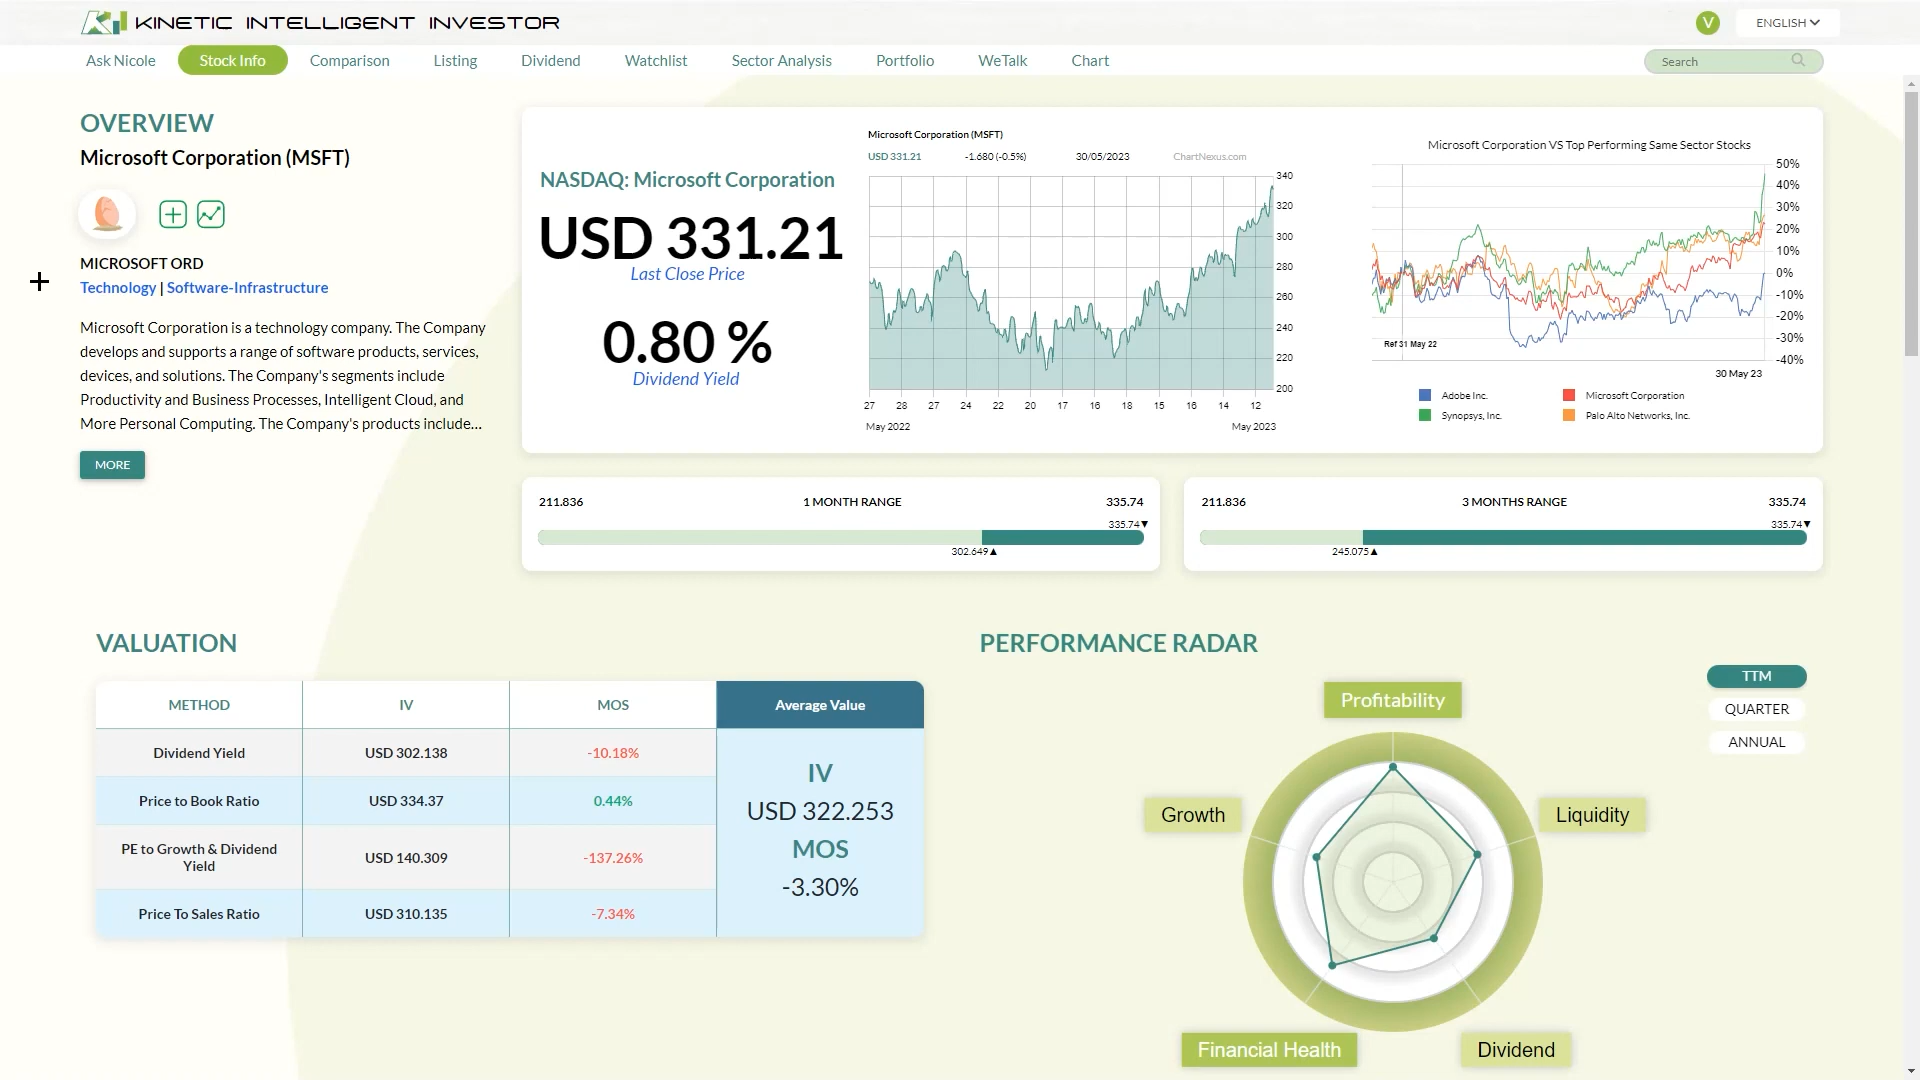 KINETIC INTELLIGENT INVESTOR
V
ENGLISH
Ask Nicole
Stock Info
Comparison
Listing
Dividend
Watchlist
Sector Analysis
Portfolio
WeTalk
Chart
Search
OVERVIEW
Microsoft Corporation (MSFT)
MICROSOFT ORD
Technology | Software-Infrastructure
Microsoft Corporation is a technology company. The Company
develops and supports a range of software products, services,
devices, and solutions. The Company's segments include
Productivity and Business Processes, Intelligent Cloud, and
More Personal Computing. The Company's products include...
MORE
NASDAQ: Microsoft Corporation
USD 331.21
Last Close Price
0.80 %
Dividend Yield
Microsoft Corporation (MSFT)
USD 331.21 -1.680 (-0.5%) 30/05/2023 ChartNexus.com
340
320
300
280
260
240
220
200
27 28 27 24 22 20 17 16 18 15 16 14 12
May 2022 May 2023
Microsoft Corporation VS Top Performing Same Sector Stocks
50%
40%
30%
20%
10%
0%
-10%
-20%
-30%
-40%
Ref 31 May 22
30 May 23
Adobe Inc. Microsoft Corporation
Synopsys, Inc. Palo Alto Networks, Inc.
211.836 1 MONTH RANGE 335.74
335.74▼
302.649▲
211.836 3 MONTHS RANGE 335.74
335.74▼
245.075▲
VALUATION
METHOD IV MOS Average Value
Dividend Yield USD 302.138 -10.18%
Price to Book Ratio USD 334.37 0.44%
PE to Growth & Dividend
Yield
USD 140.309 -137.26%
Price To Sales Ratio USD 310.135 -7.34%
IV
USD 322.253
MOS
-3.30%
PERFORMANCE RADAR
TTM
QUARTER
ANNUAL
Profitability
Growth
Liquidity
Financial Health
Dividend